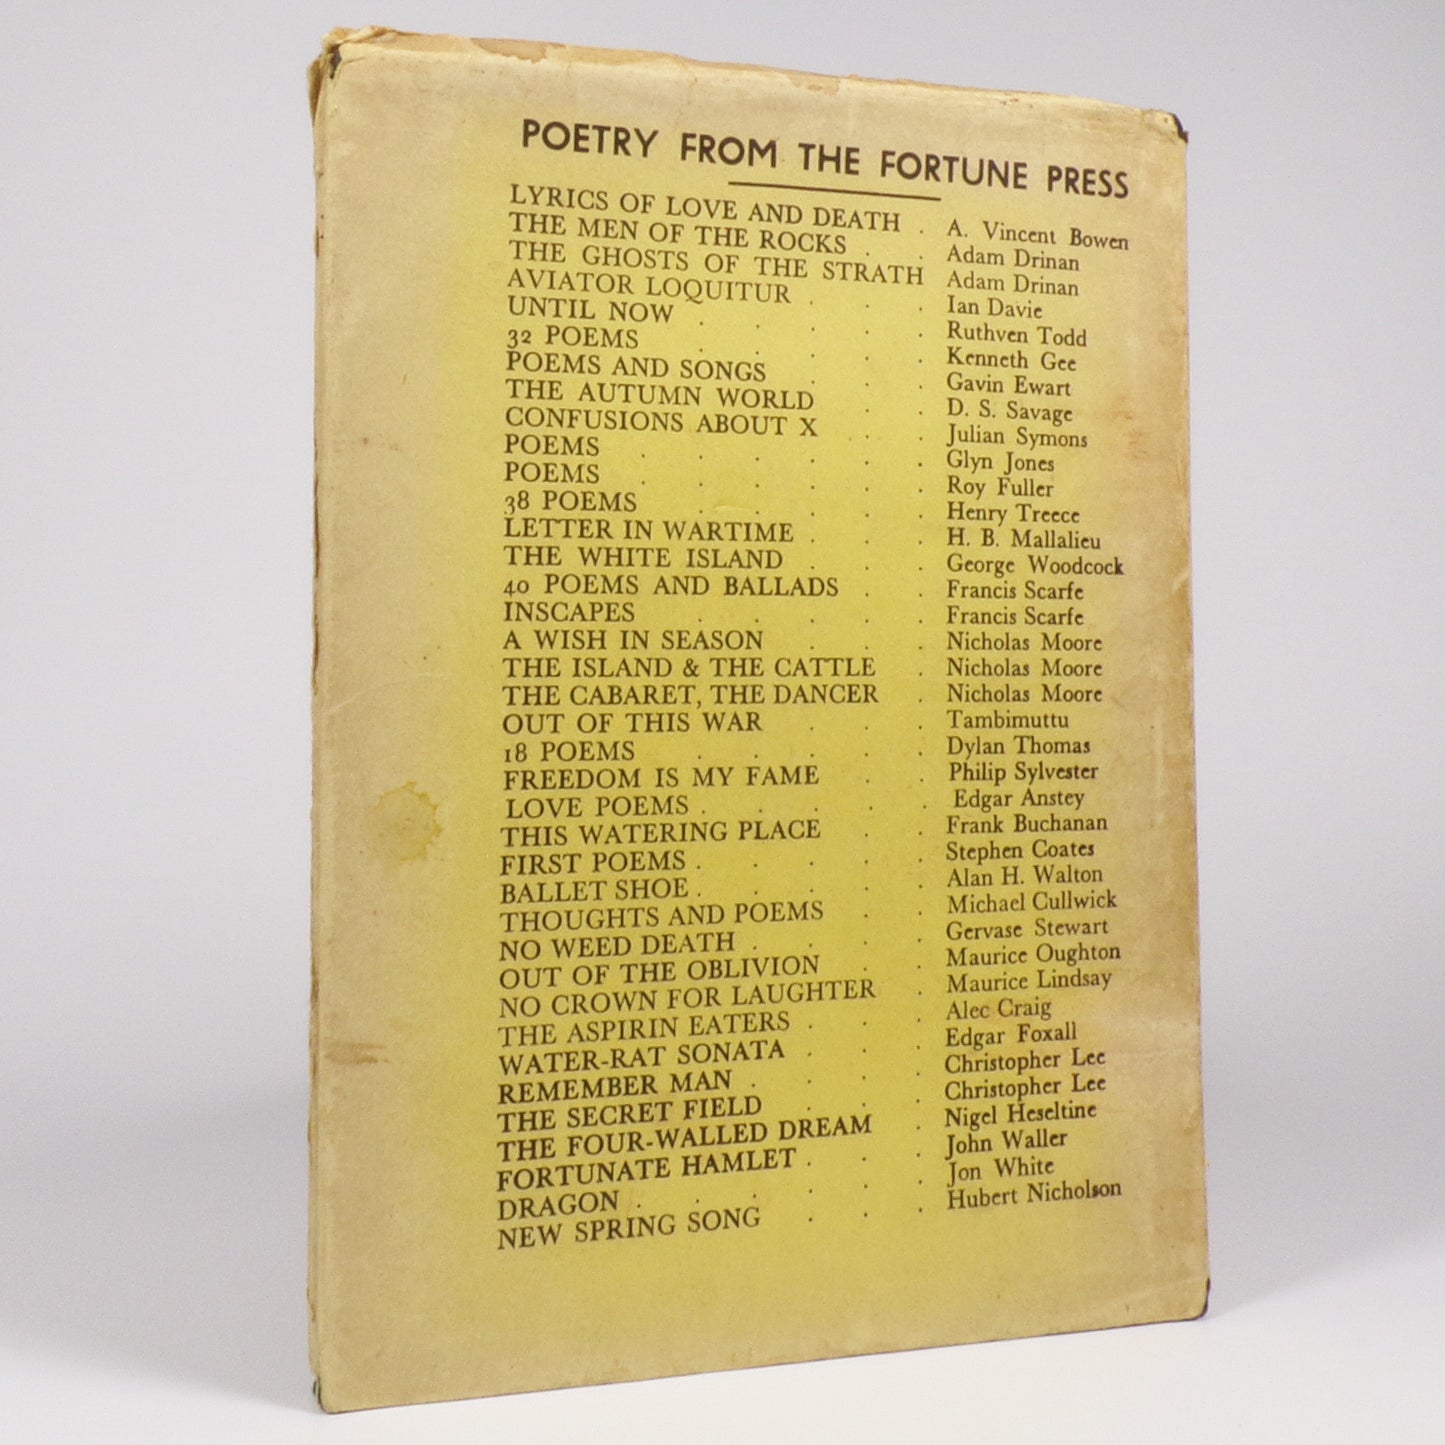 POETRY FROM THE FORTUNE PRESS
LYRICS OF LOVE AND DEATH . A. Vincent Bowen
THE MEN OF THE ROCKS . . Adam Drinan
THE GHOSTS OF THE STRATH Adam Drinan
AVIATOR LOQUITUR . . . Ian Davie
UNTIL NOW . . . . . Ruthven Todd
32 POEMS . . . . . Kenneth Gee
POEMS AND SONGS . . . Gavin Ewart
THE AUTUMN WORLD . . D. S. Savage
CONFUSIONS ABOUT X . . Julian Symons
POEMS . . . . . . Glyn Jones
POEMS . . . . . . Roy Fuller
38 POEMS . . . . . Henry Treece
LETTER IN WARTIME . . . H. B. Mallalieu
THE WHITE ISLAND . . . George Woodcock
40 POEMS AND BALLADS . . Francis Scarfe
INSCAPES . . . . . Francis Scarfe
A WISH IN SEASON . . . Nicholas Moore
THE ISLAND & THE CATTLE . Nicholas Moore
THE CABARET, THE DANCER . Nicholas Moore
OUT OF THIS WAR . . . Tambimuttu
18 POEMS . . . . . Dylan Thomas
FREEDOM IS MY FAME . . Philip Sylvester
LOVE POEMS . . . . . Edgar Anstey
THIS WATERING PLACE . . Frank Buchanan
FIRST POEMS . . . . . Stephen Coates
BALLET SHOE . . . . . Alan H. Walton
THOUGHTS AND POEMS . . Michael Cullwick
NO WEED DEATH . . . . Gervase Stewart
OUT OF THE OBLIVION . . Maurice Oughton
NO CROWN FOR LAUGHTER . Maurice Lindsay
THE ASPIRIN EATERS . . . Alec Craig
WATER-RAT SONATA . . . Edgar Foxall
REMEMBER MAN . . . . Christopher Lee
THE SECRET FIELD . . . Christopher Lee
THE FOUR-WALLED DREAM . Nigel Heseltine
FORTUNATE HAMLET . . . John Waller
DRAGON . . . . . . Jon White
NEW SPRING SONG . . . Hubert Nicholson